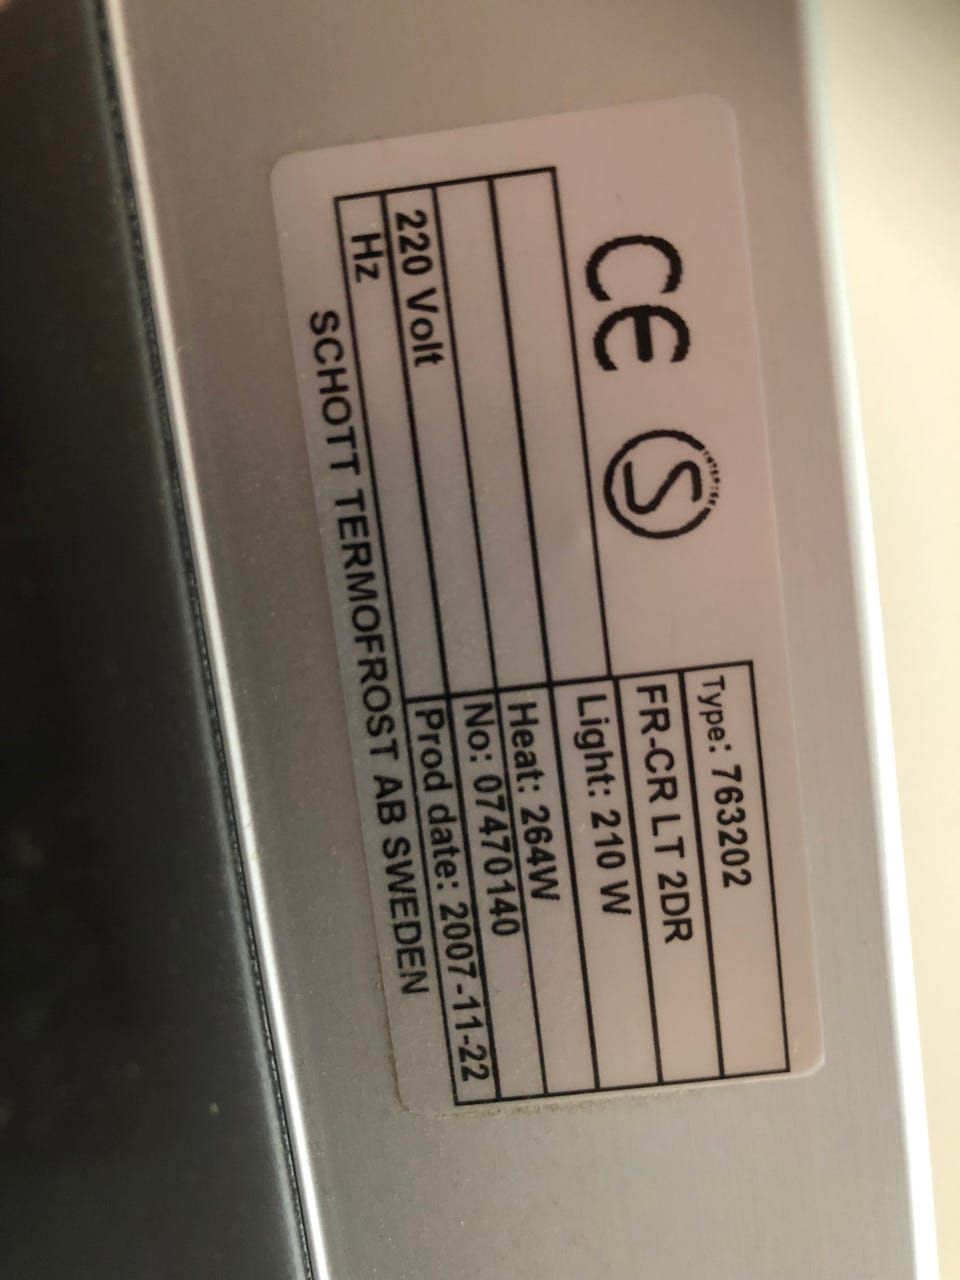 CE
INTERTEK
S
Type: 763202
FR-CR LT 2DR
Light: 210 W
Heat: 264W
No: 07470140
220 Volt
Prod date: 2007-11-22
Hz
SCHOTT TERMOFROST AB SWEDEN